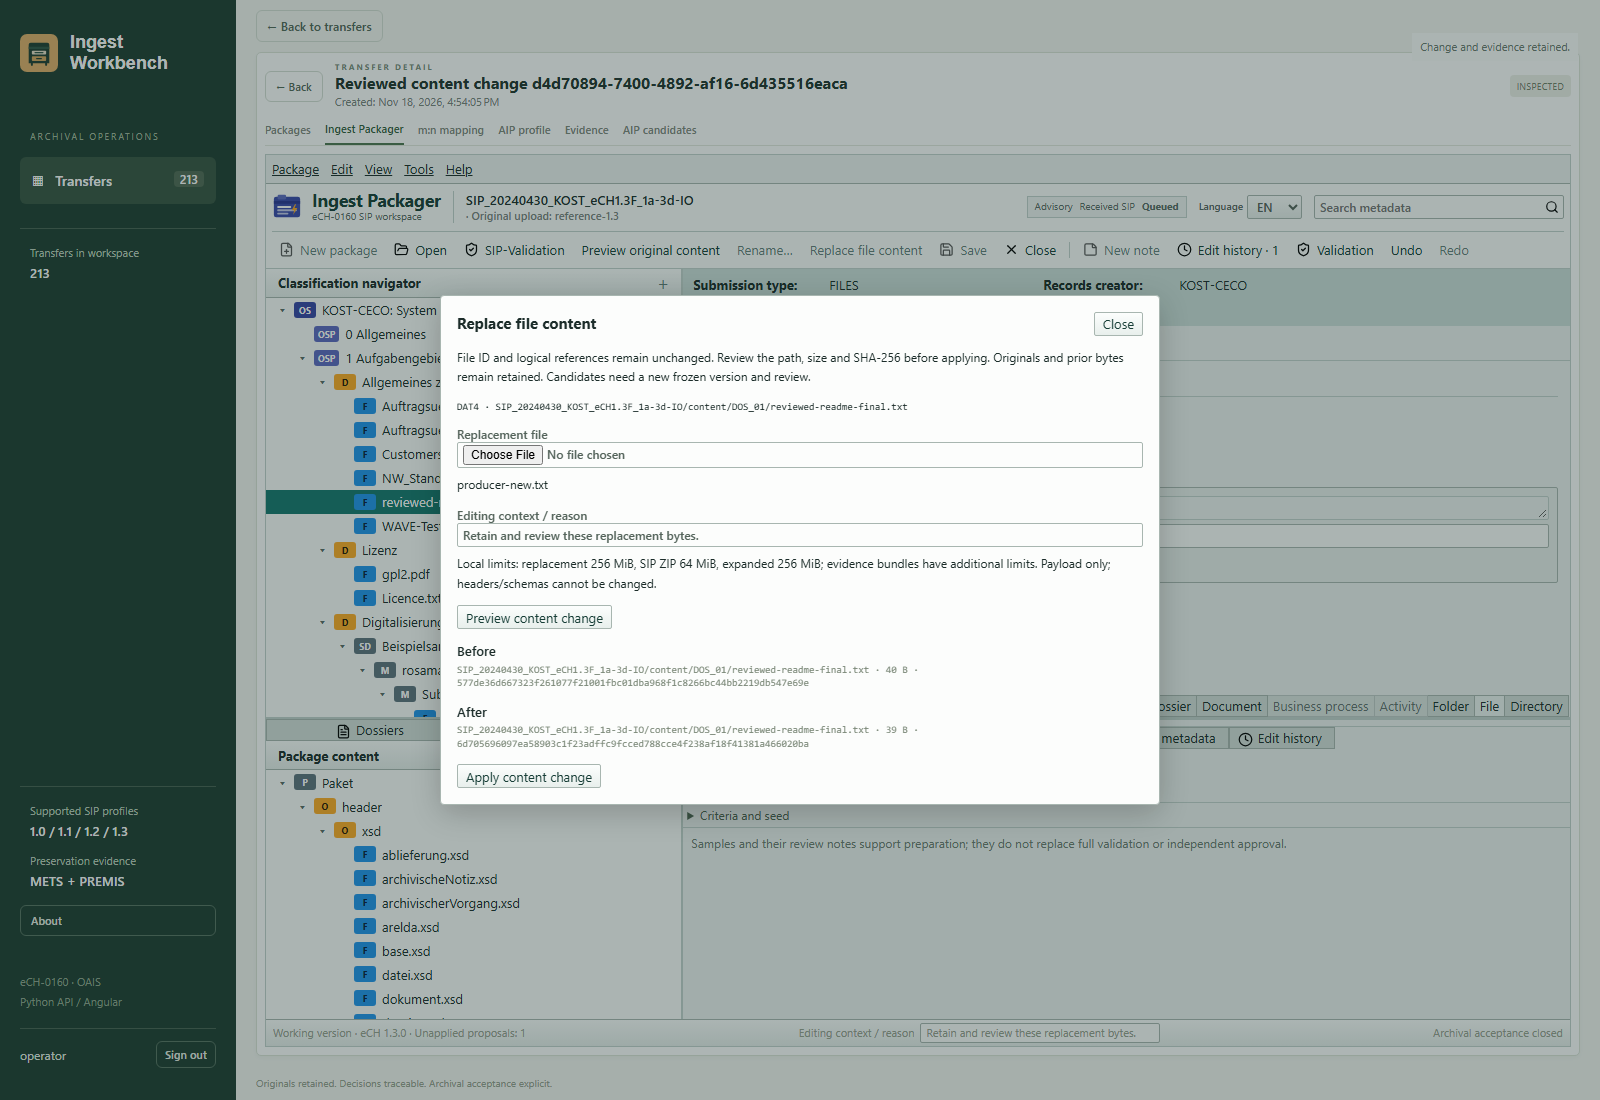 Ingest
Workbench
ARCHIVAL OPERATIONS
Transfers 213
Transfers in workspace
213
Supported SIP profiles
1.0 / 1.1 / 1.2 / 1.3
Preservation evidence
METS + PREMIS
About
eCH-0160 · OAIS
Python API / Angular
operator Sign out
← Back to transfers
Change and evidence retained.
← Back
TRANSFER DETAIL
Reviewed content change d4d70894-7400-4892-af16-6d435516eaca
Created: Nov 18, 2026, 4:54:05 PM
INSPECTED
Packages Ingest Packager m:n mapping AIP profile Evidence AIP candidates
Package Edit View Tools Help
Ingest Packager
eCH-0160 SIP workspace
SIP_20240430_KOST_eCH1.3F_1a-3d-IO
· Original upload: reference-1.3
Advisory Received SIP Queued
Language EN
Search metadata
New package Open SIP-Validation Preview original content Rename... Replace file content Save Close New note Edit history · 1 Validation Undo Redo
Classification navigator +
Submission type: FILES Records creator: KOST-CECO
OS KOST-CECO: System
OSP 0 Allgemeines
OSP 1 Aufgabengebie
D Allgemeines z
F Auftragsu
F Auftragsu
F Customers
F NW_Stand
F reviewed-
F WAVE-Tes
D Lizenz
F gpl2.pdf
F Licence.txt
D Digitalisierung
SD Beispielsa
M rosama
M Sub
Dossiers
Package content
P Paket
O header
O xsd
F ablieferung.xsd
F archivischeNotiz.xsd
F archivischerVorgang.xsd
F arelda.xsd
F base.xsd
F datei.xsd
F dokument.xsd
Replace file content Close
File ID and logical references remain unchanged. Review the path, size and SHA-256 before applying. Originals and prior bytes
remain retained. Candidates need a new frozen version and review.
DAT4 · SIP_20240430_KOST_eCH1.3F_1a-3d-IO/content/DOS_01/reviewed-readme-final.txt
Replacement file
Choose File No file chosen
producer-new.txt
Editing context / reason
Retain and review these replacement bytes.
Local limits: replacement 256 MiB, SIP ZIP 64 MiB, expanded 256 MiB; evidence bundles have additional limits. Payload only;
headers/schemas cannot be changed.
Preview content change
Before
SIP_20240430_KOST_eCH1.3F_1a-3d-IO/content/DOS_01/reviewed-readme-final.txt · 40 B ·
577de36d667323f261077f21001fbc01dba968f1c8266bc44bb2219db547e69e
After
SIP_20240430_KOST_eCH1.3F_1a-3d-IO/content/DOS_01/reviewed-readme-final.txt · 39 B ·
6d705696097ea58903c1f23adffc9fcced788cce4f238af18f41381a466020ba
Apply content change
ossier Document Business process Activity Folder File Directory
metadata Edit history
Criteria and seed
Samples and their review notes support preparation; they do not replace full validation or independent approval.
Working version · eCH 1.3.0 · Unapplied proposals: 1
Editing context / reason Retain and review these replacement bytes.
Archival acceptance closed
Originals retained. Decisions traceable. Archival acceptance explicit.